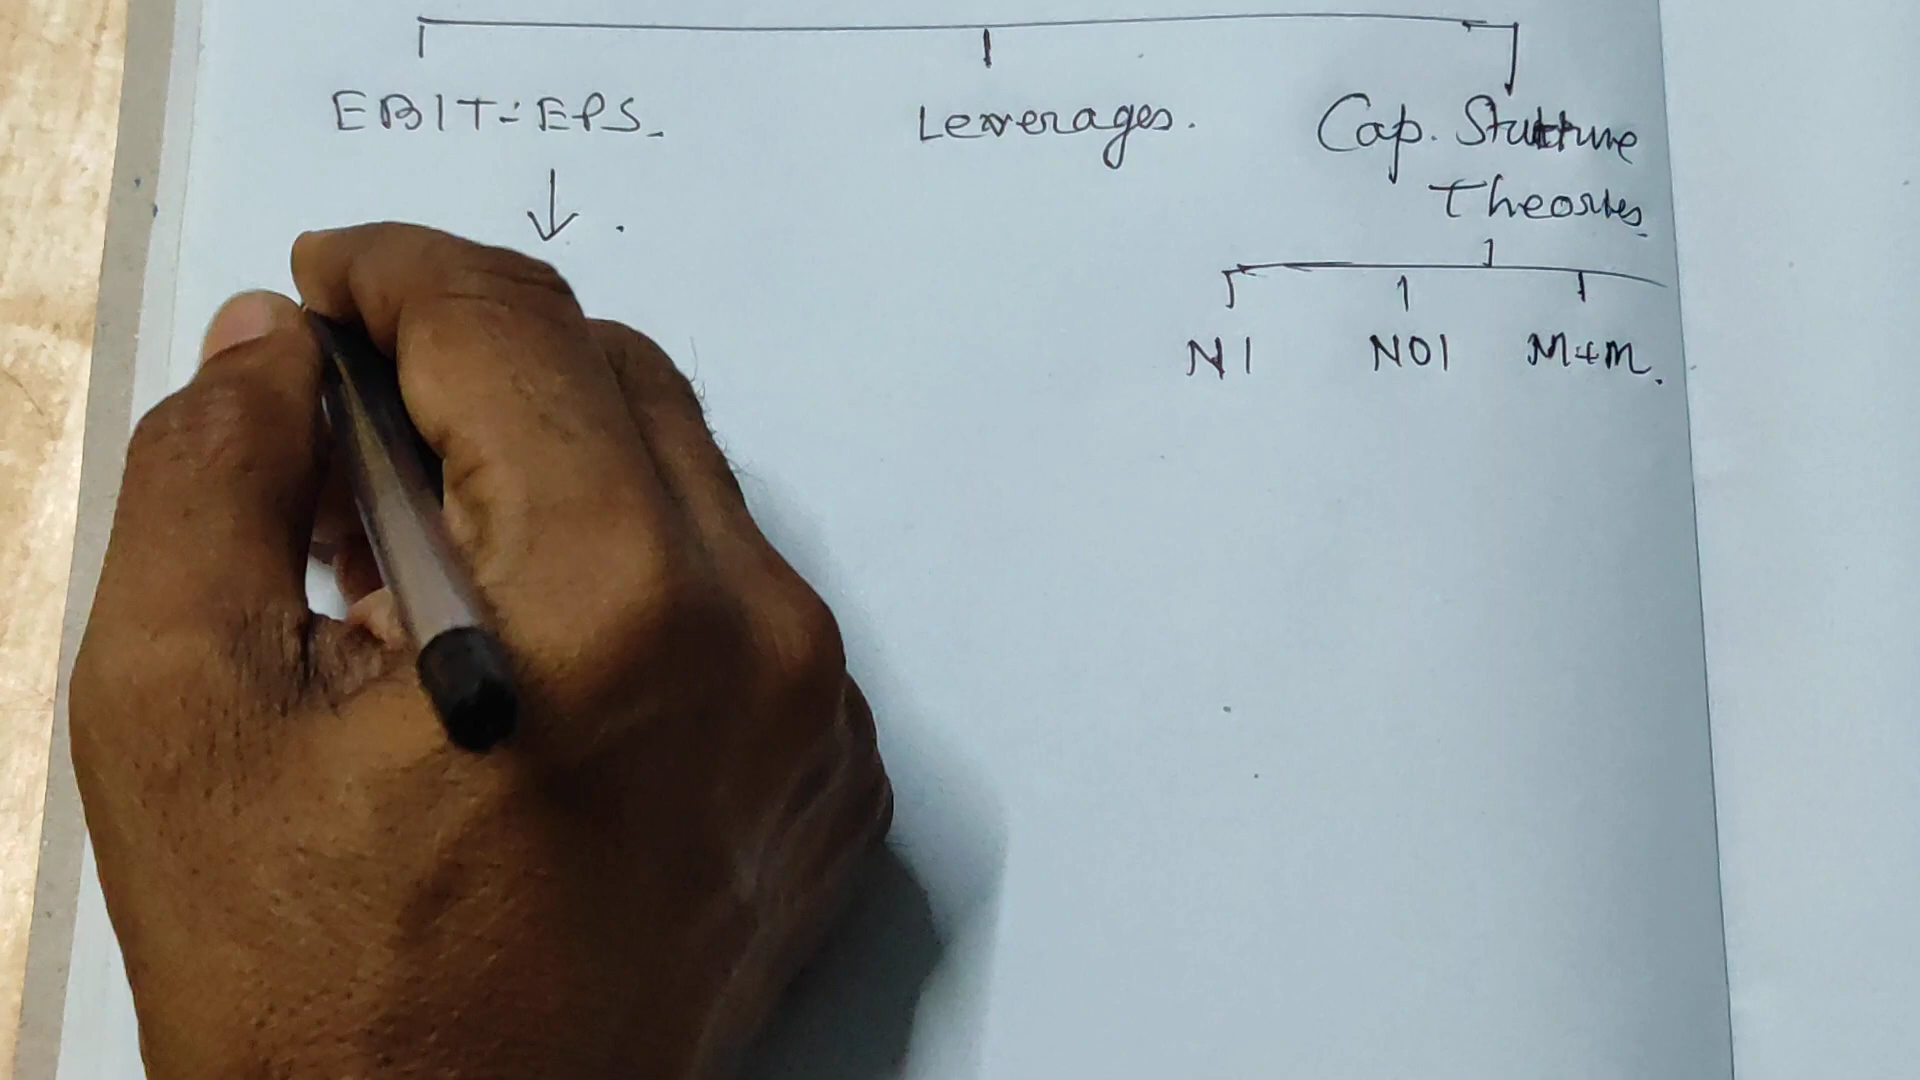 EBIT-EPS.
Leverages.
Cap. Structure
Theories
NI
NOI
M+M.